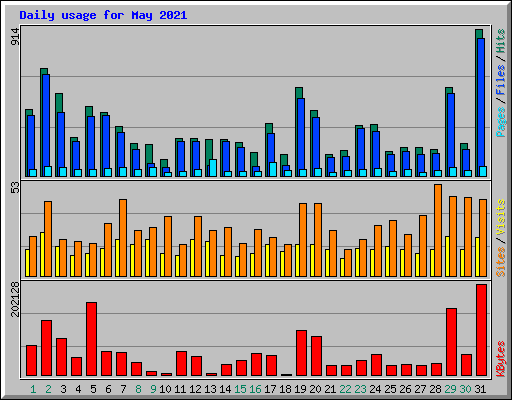 Daily usage for May 2021
914
Pages / Files / Hits
53
Sites / Visits
202128
KBytes
1 2 3 4 5 6 7 8 9 10 11 12 13 14 15 16 17 18 19 20 21 22 23 24 25 26 27 28 29 30 31